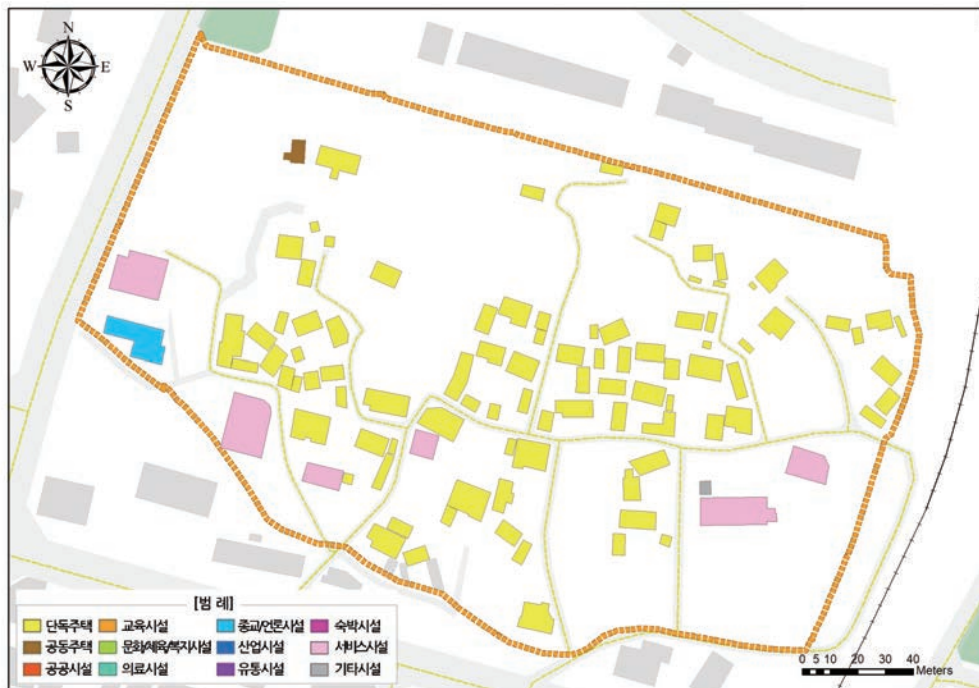 N
W E
S
[범 례]
단독주택 교육시설 종교/언론시설 숙박시설
공동주택 문화/체육/복지시설 산업시설 서비스시설
공공시설 의료시설 유통시설 기타시설
0 5 10 20 30 40
Meters